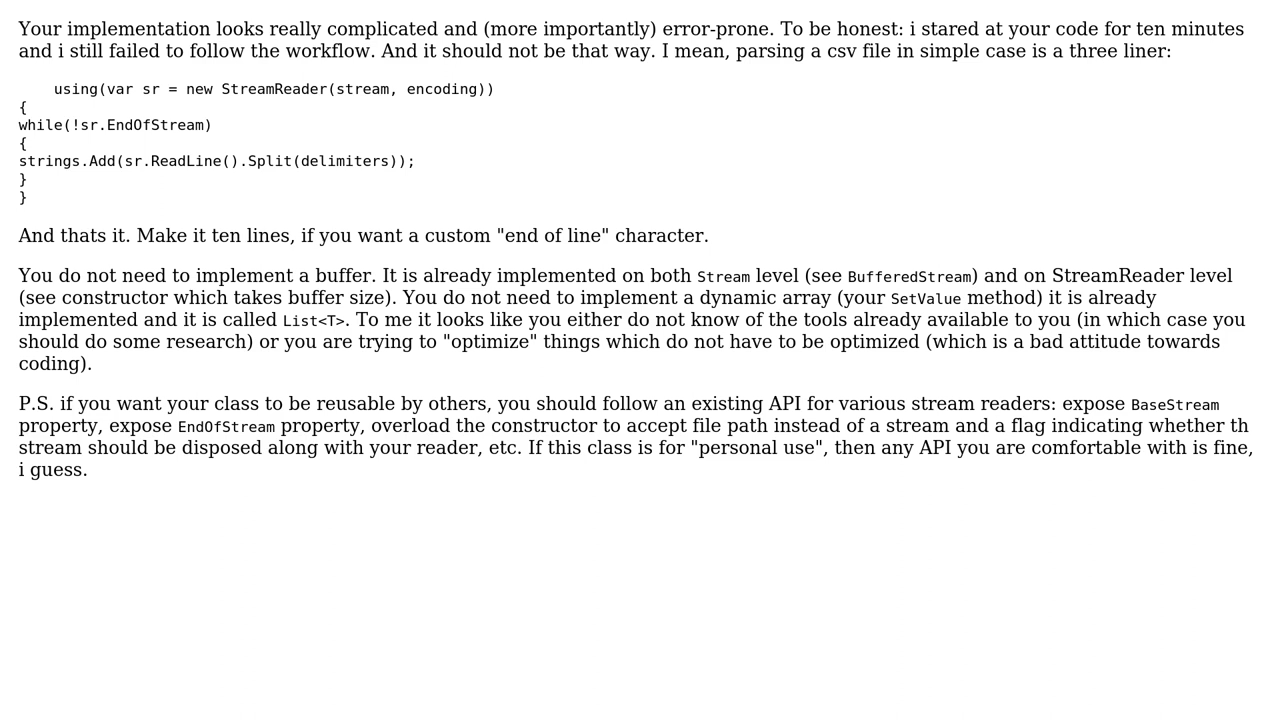 Your implementation looks really complicated and (more importantly) error-prone. To be honest: i stared at your code for ten minutes
and i still failed to follow the workflow. And it should not be that way. I mean, parsing a csv file in simple case is a three liner:
using(var sr = new StreamReader(stream, encoding))
{
while(!sr.EndOfStream)
{
strings.Add(sr.ReadLine().Split(delimiters));
}
}
And thats it. Make it ten lines, if you want a custom "end of line" character.
You do not need to implement a buffer. It is already implemented on both Stream level (see BufferedStream) and on StreamReader level
(see constructor which takes buffer size). You do not need to implement a dynamic array (your SetValue method) it is already
implemented and it is called List<T>. To me it looks like you either do not know of the tools already available to you (in which case you
should do some research) or you are trying to "optimize" things which do not have to be optimized (which is a bad attitude towards
coding).
P.S. if you want your class to be reusable by others, you should follow an existing API for various stream readers: expose BaseStream
property, expose EndOfStream property, overload the constructor to accept file path instead of a stream and a flag indicating whether th
stream should be disposed along with your reader, etc. If this class is for "personal use", then any API you are comfortable with is fine,
i guess.